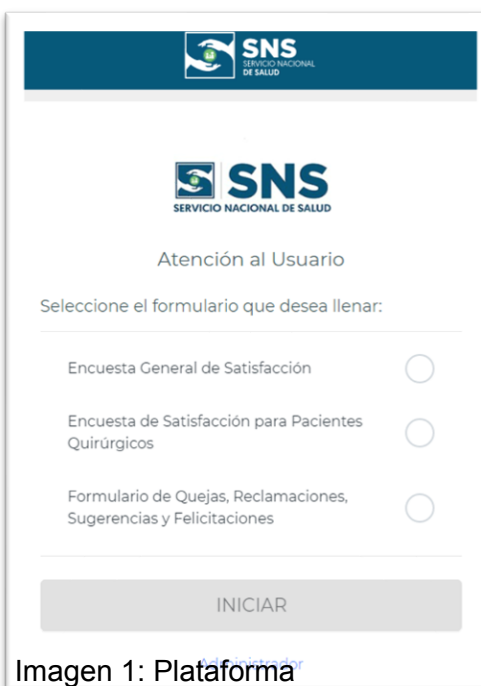 SNS
SERVICIO NACIONAL
DE SALUD
SNS
SERVICIO NACIONAL DE SALUD
Atención al Usuario
Seleccione el formulario que desea llenar:
Encuesta General de Satisfacción
Encuesta de Satisfacción para Pacientes
Quirúrgicos
Formulario de Quejas, Reclamaciones,
Sugerencias y Felicitaciones
INICIAR
Administrador
Imagen 1: Plataforma